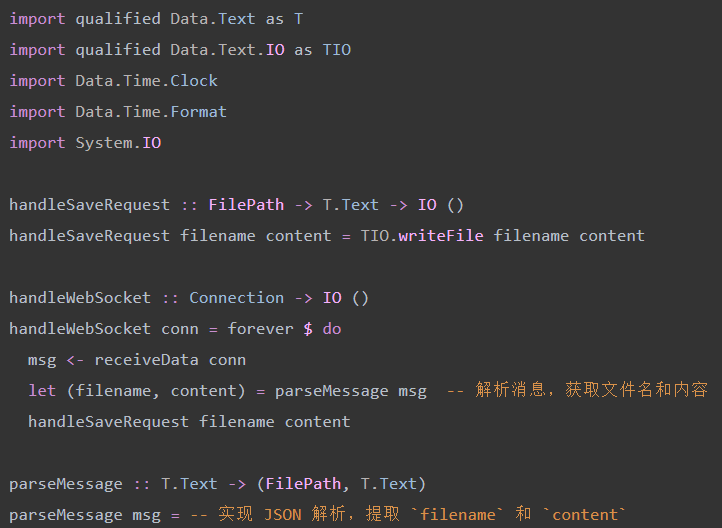 import qualified Data.Text as T
import qualified Data.Text.IO as TIO
import Data.Time.Clock
import Data.Time.Format
import System.IO

handleSaveRequest :: FilePath -> T.Text -> IO ()
handleSaveRequest filename content = TIO.writeFile filename content

handleWebSocket :: Connection -> IO ()
handleWebSocket conn = forever $ do
  msg <- receiveData conn
  let (filename, content) = parseMessage msg  -- 解析消息，获取文件名和内容
  handleSaveRequest filename content

parseMessage :: T.Text -> (FilePath, T.Text)
parseMessage msg = -- 实现 JSON 解析，提取 `filename` 和 `content`